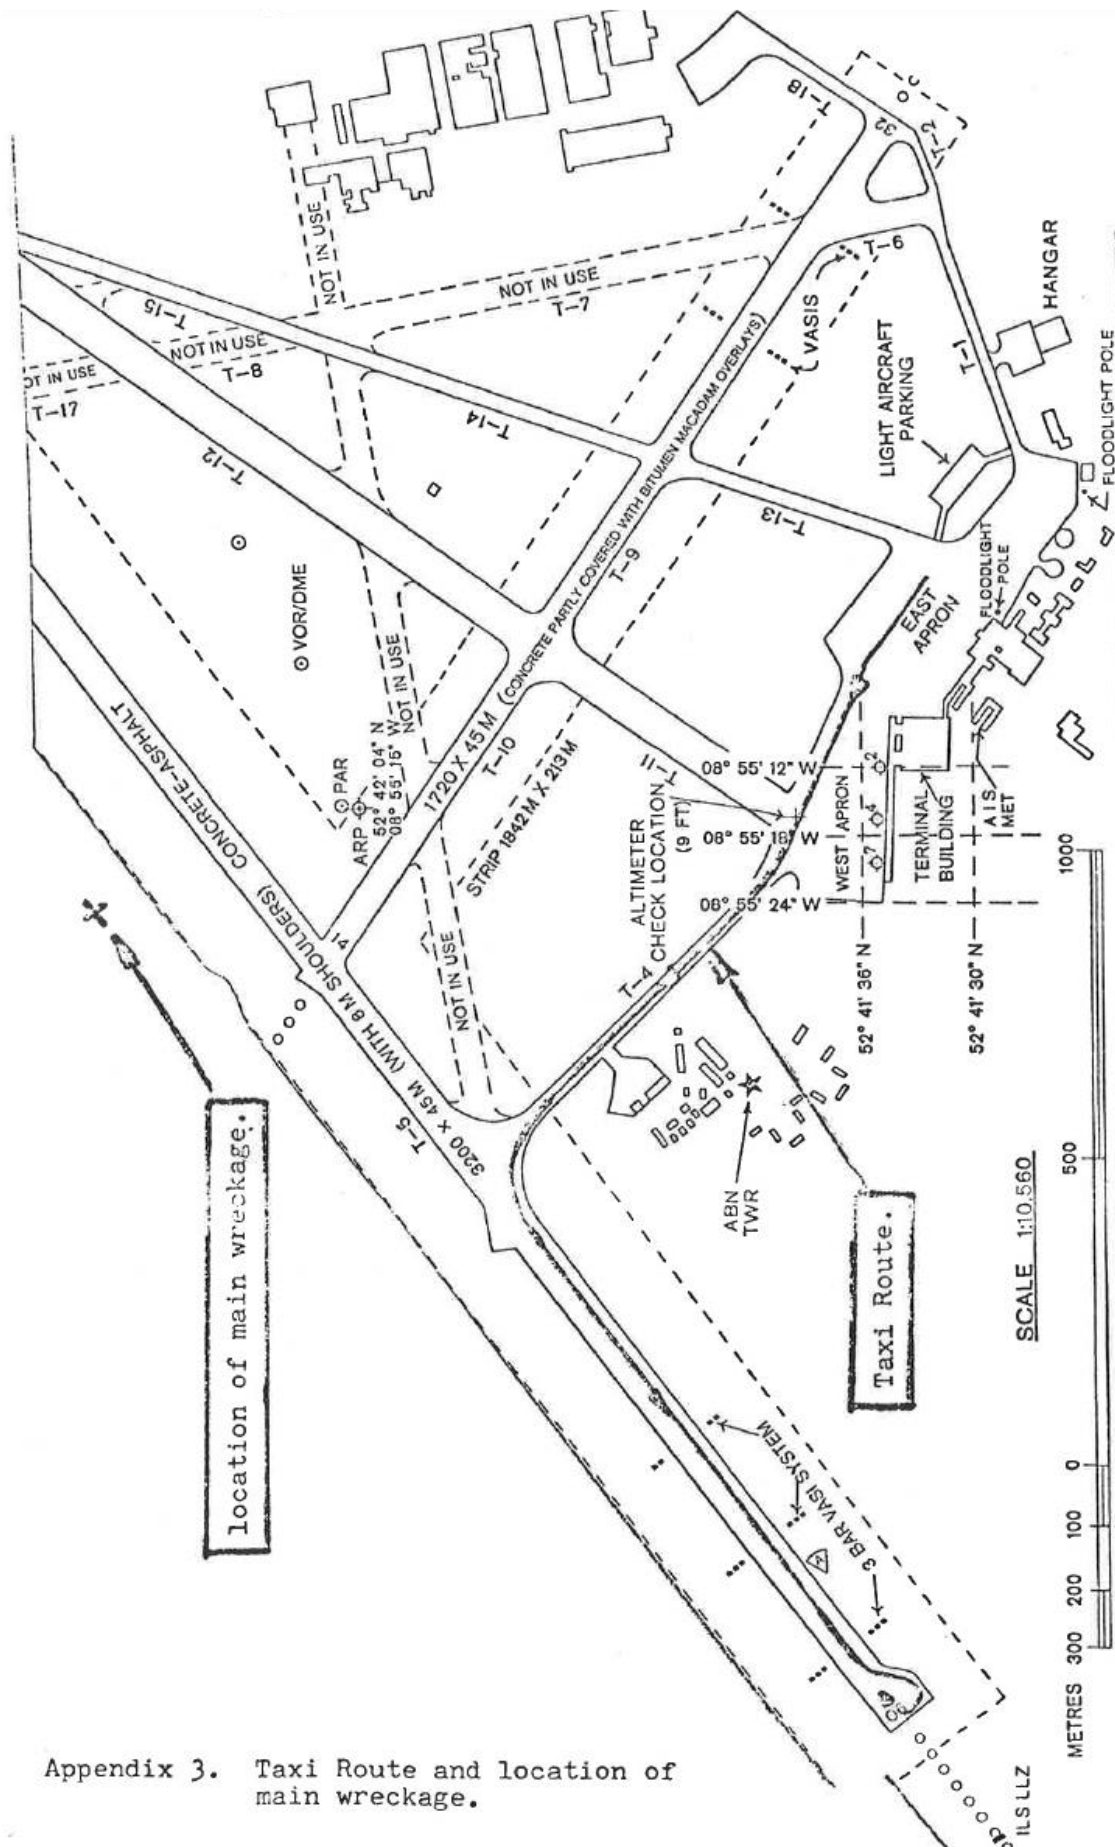 T-18
32
T-2
C
HANGAR
T-6
VASIS
T-1
LIGHT AIRCRAFT
PARKING
FLOODLIGHT POLE
FLOODLIGHT
POLE
T-13
EAST
APRON
NOT IN USE
NOT IN USE
T-7
T-15
NOT IN USE
T-8
OT IN USE
T-17
T-14
T-12
T-9
(CONCRETE PARTLY COVERED WITH BITUMEN MACADAM OVERLAYS)
1720 X 45 M
VOR/DME
NOT IN USE
PAR
ARP
52° 42' 04" N
08° 55' 15" W
T-10
STRIP 1842 M X 213 M
T-11
ALTIMETER
CHECK LOCATION
(9 FT)
08° 55' 12" W
08° 55' 18" W
08° 55' 24" W
WEST APRON
2
4
7
TERMINAL
BUILDING
A I S
MET
52° 41' 36" N
52° 41' 30" N
CONCRETE-ASPHALT
3200 X 45 M (WITH 8 M SHOULDERS)
14
NOT IN USE
T-4
T-5
ABN
TWR
location of main wreckage.
Taxi Route.
3 BAR VASI SYSTEM
A
ILS LLZ
SCALE 1:10.560
METRES 300 200 100 0 500 1000
Appendix 3. Taxi Route and location of
main wreckage.